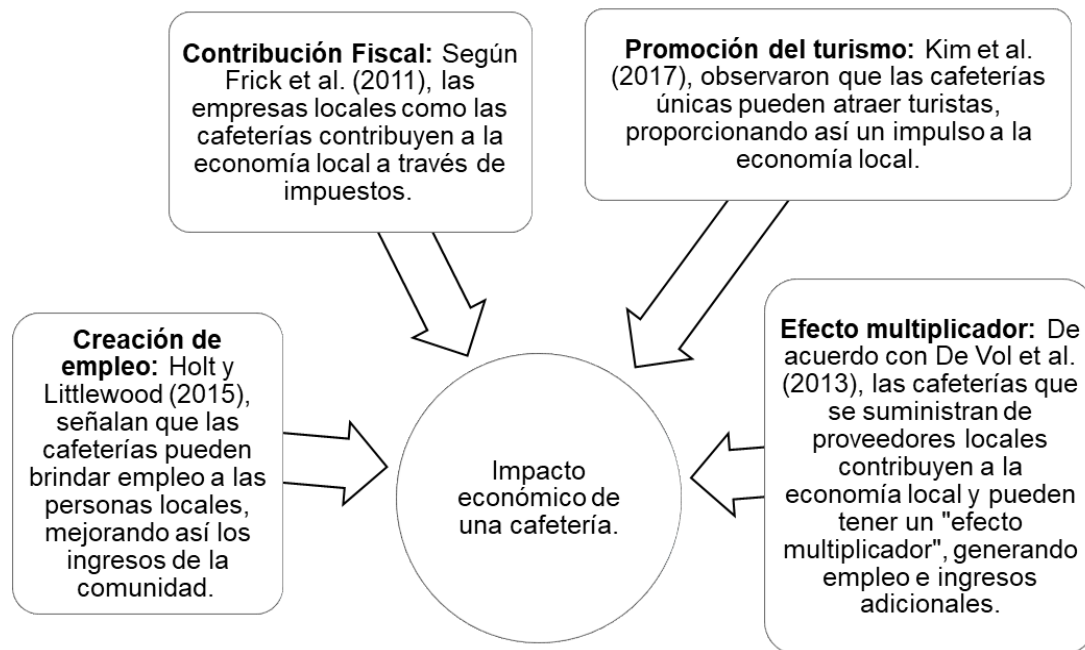 Contribución Fiscal: Según
Frick et al. (2011), las
empresas locales como las
cafeterías contribuyen a la
economía local a través de
impuestos.
Promoción del turismo: Kim et al.
(2017), observaron que las cafeterías
únicas pueden atraer turistas,
proporcionando así un impulso a la
economía local.
Creación de
empleo: Holt y
Littlewood (2015),
señalan que las
cafeterías pueden
brindar empleo a las
personas locales,
mejorando así los
ingresos de la
comunidad.
Impacto
económico de
una cafetería.
Efecto multiplicador: De
acuerdo con De Vol et al.
(2013), las cafeterías que
se suministran de
proveedores locales
contribuyen a la
economía local y pueden
tener un "efecto
multiplicador", generando
empleo e ingresos
adicionales.